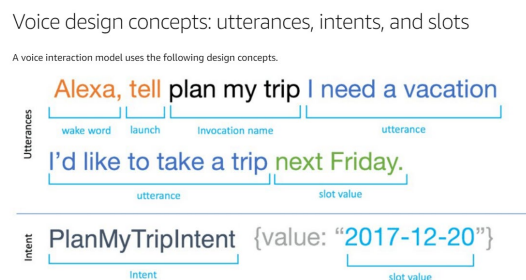 Voice design concepts: utterances, intents, and slots
A voice interaction model uses the following design concepts.
Utterances
Alexa, tell plan my trip I need a vacation
wake word launch Invocation name utterance
I'd like to take a trip next Friday.
utterance slot value
Intent
PlanMyTripIntent {value: “2017-12-20”}
Intent slot value